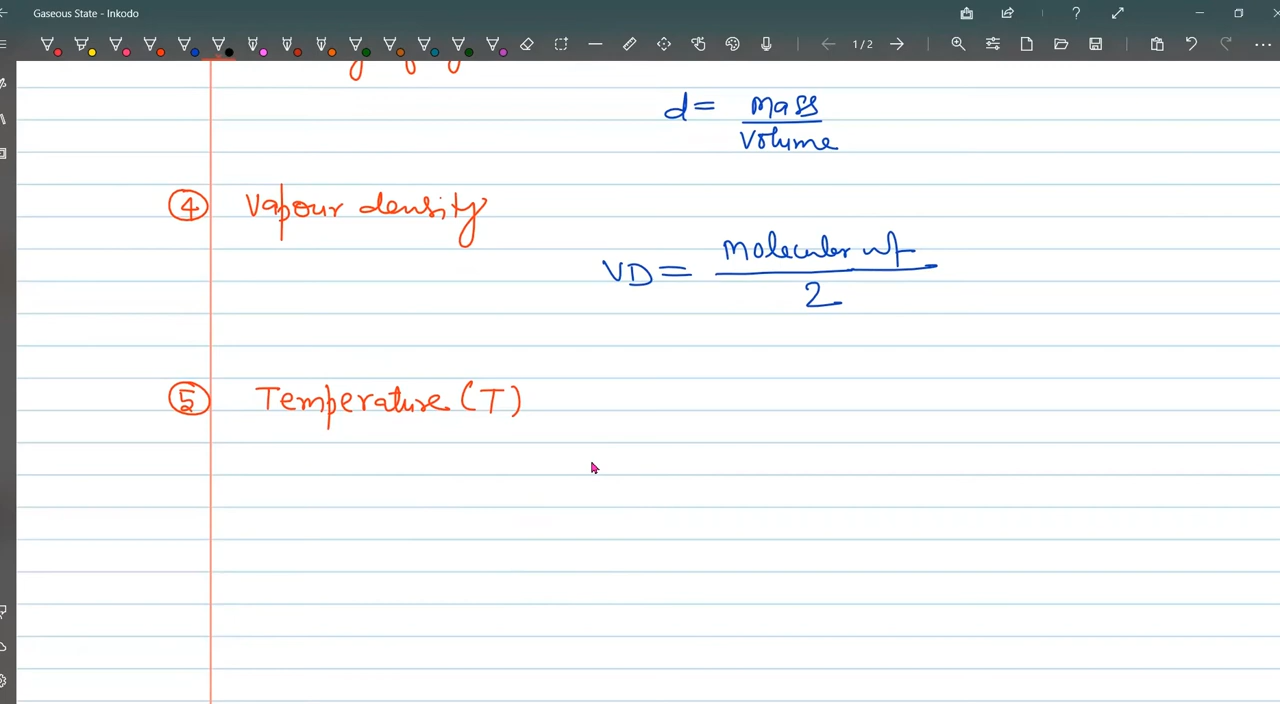 Gaseous State - Inkodo
1/2
d = mass
volume
④ Vapour density
VD = Molecular wt
2
⑤ Temperature (T)